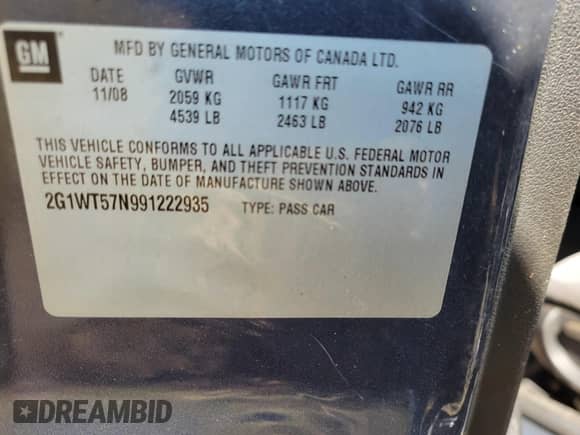 GM
MFD BY GENERAL MOTORS OF CANADA LTD.
DATE GVWR GAWR FRT GAWR RR
11/08 2059 KG 1117 KG 942 KG
4539 LB 2463 LB 2076 LB
THIS VEHICLE CONFORMS TO ALL APPLICABLE U.S. FEDERAL MOTOR
VEHICLE SAFETY, BUMPER, AND THEFT PREVENTION STANDARDS IN
EFFECT ON THE DATE OF MANUFACTURE SHOWN ABOVE.
2G1WT57N991222935 TYPE: PASS CAR
DREAMBID